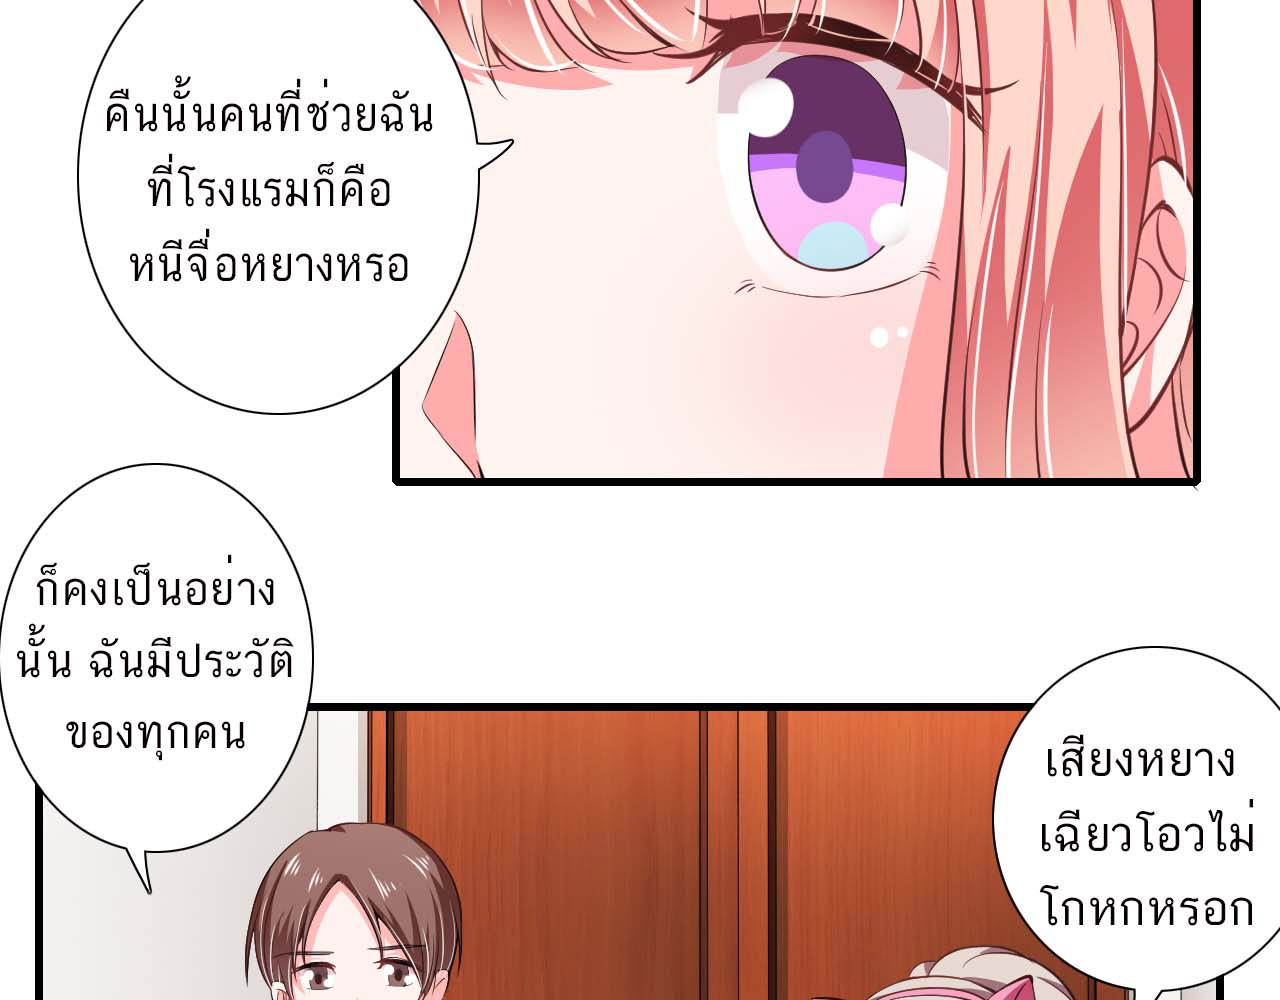 คืนนั้นคนที่ช่วยฉัน
ที่โรงแรมก็คือ
หนีจื่อหยางหรอ
ก็คงเป็นอย่าง
นั้น ฉันมีประวัติ
ของทุกคน
เสียงหยาง
เฉียวโอวไม่
โกหกหรอก